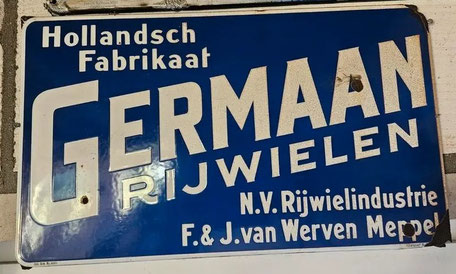 Hollandsch
Fabrikaat
GERMAAN
RIJWIELEN
N.V. Rijwielindustrie
F. & J. van Werven Meppel